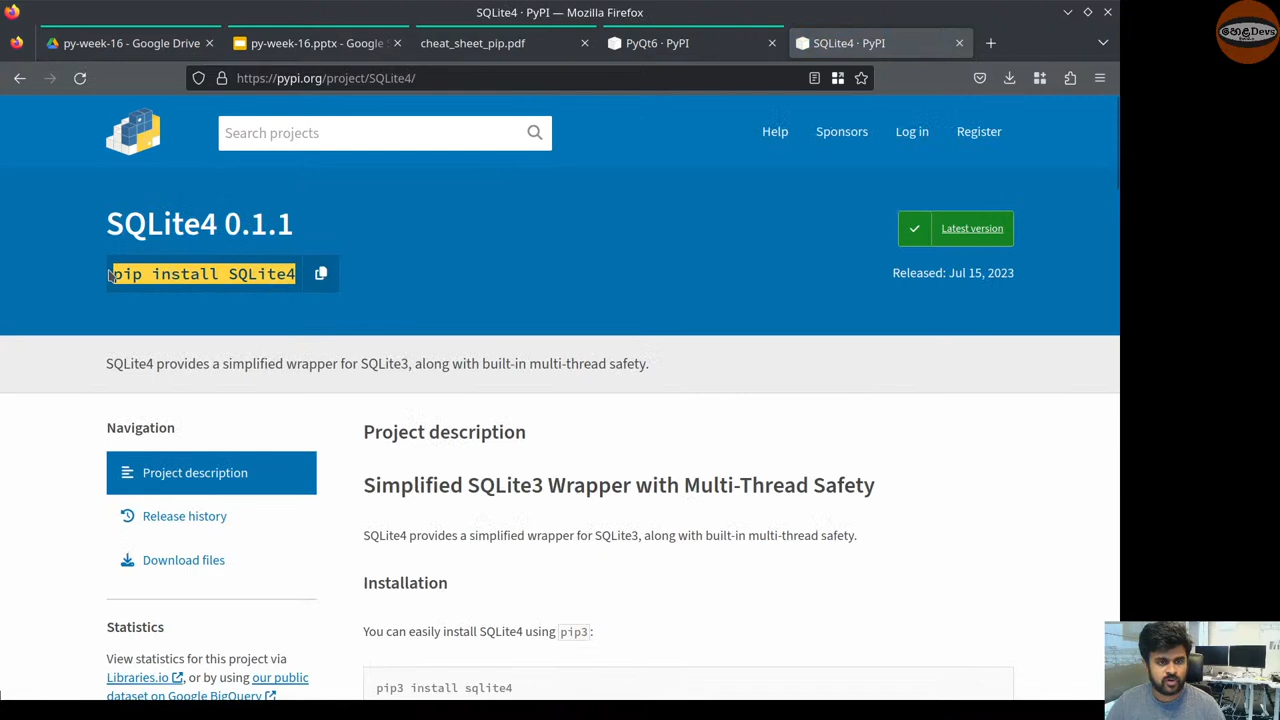 SQLite4 · PyPI — Mozilla Firefox
py-week-16 - Google Drive
py-week-16.pptx - Google
cheat_sheet_pip.pdf
PyQt6 · PyPI
SQLite4 · PyPI
https://pypi.org/project/SQLite4/
Search projects
Help
Sponsors
Log in
Register
SQLite4 0.1.1
Latest version
pip install SQLite4
Released: Jul 15, 2023
SQLite4 provides a simplified wrapper for SQLite3, along with built-in multi-thread safety.
Navigation
Project description
Release history
Download files
Statistics
View statistics for this project via
Libraries.io, or by using our public
dataset on Google BigQuery
Project description
Simplified SQLite3 Wrapper with Multi-Thread Safety
SQLite4 provides a simplified wrapper for SQLite3, along with built-in multi-thread safety.
Installation
You can easily install SQLite4 using pip3:
pip3 install sqlite4
හෙළDevs